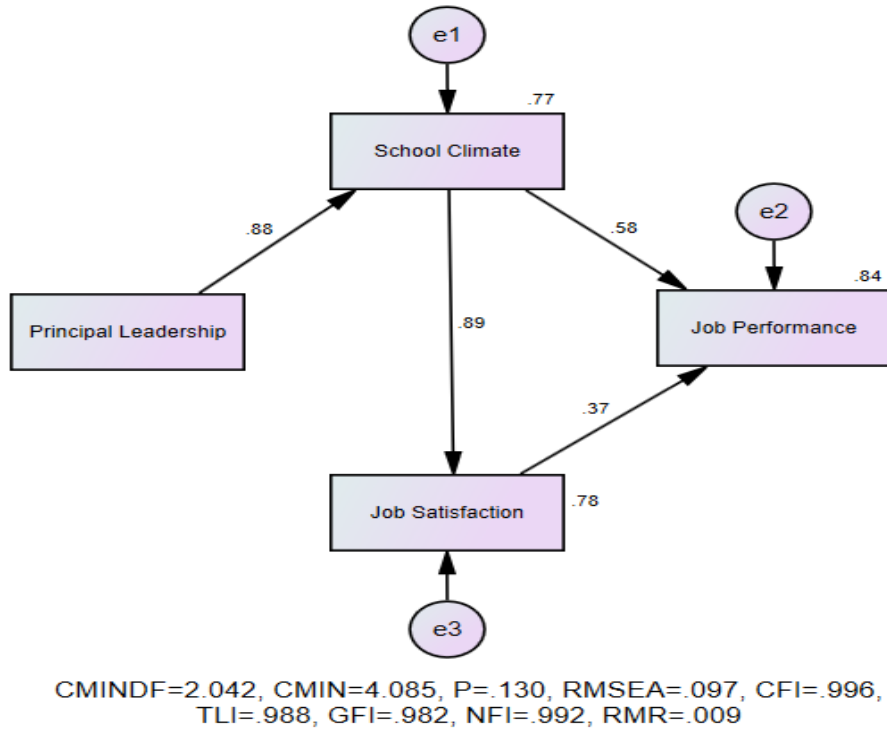 e1
.77
School Climate
e2
.88
.58
.84
Principal Leadership
.89
Job Performance
.37
Job Satisfaction
.78
e3
CMINDF=2.042, CMIN=4.085, P=.130, RMSEA=.097, CFI=.996,
TLI=.988, GFI=.982, NFI=.992, RMR=.009